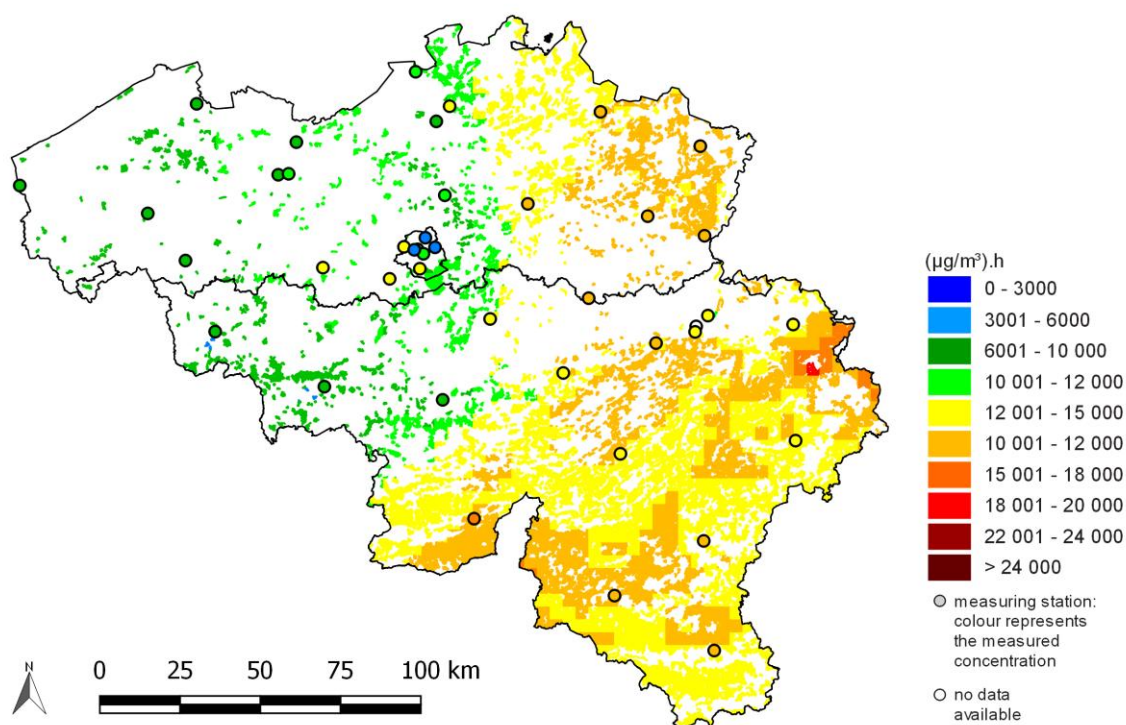 (µg/m³).h
0 - 3000
3001 - 6000
6001 - 10 000
10 001 - 12 000
12 001 - 15 000
10 001 - 12 000
15 001 - 18 000
18 001 - 20 000
22 001 - 24 000
> 24 000
measuring station:
colour represents
the measured
concentration
no data
available
N
0 25 50 75 100 km